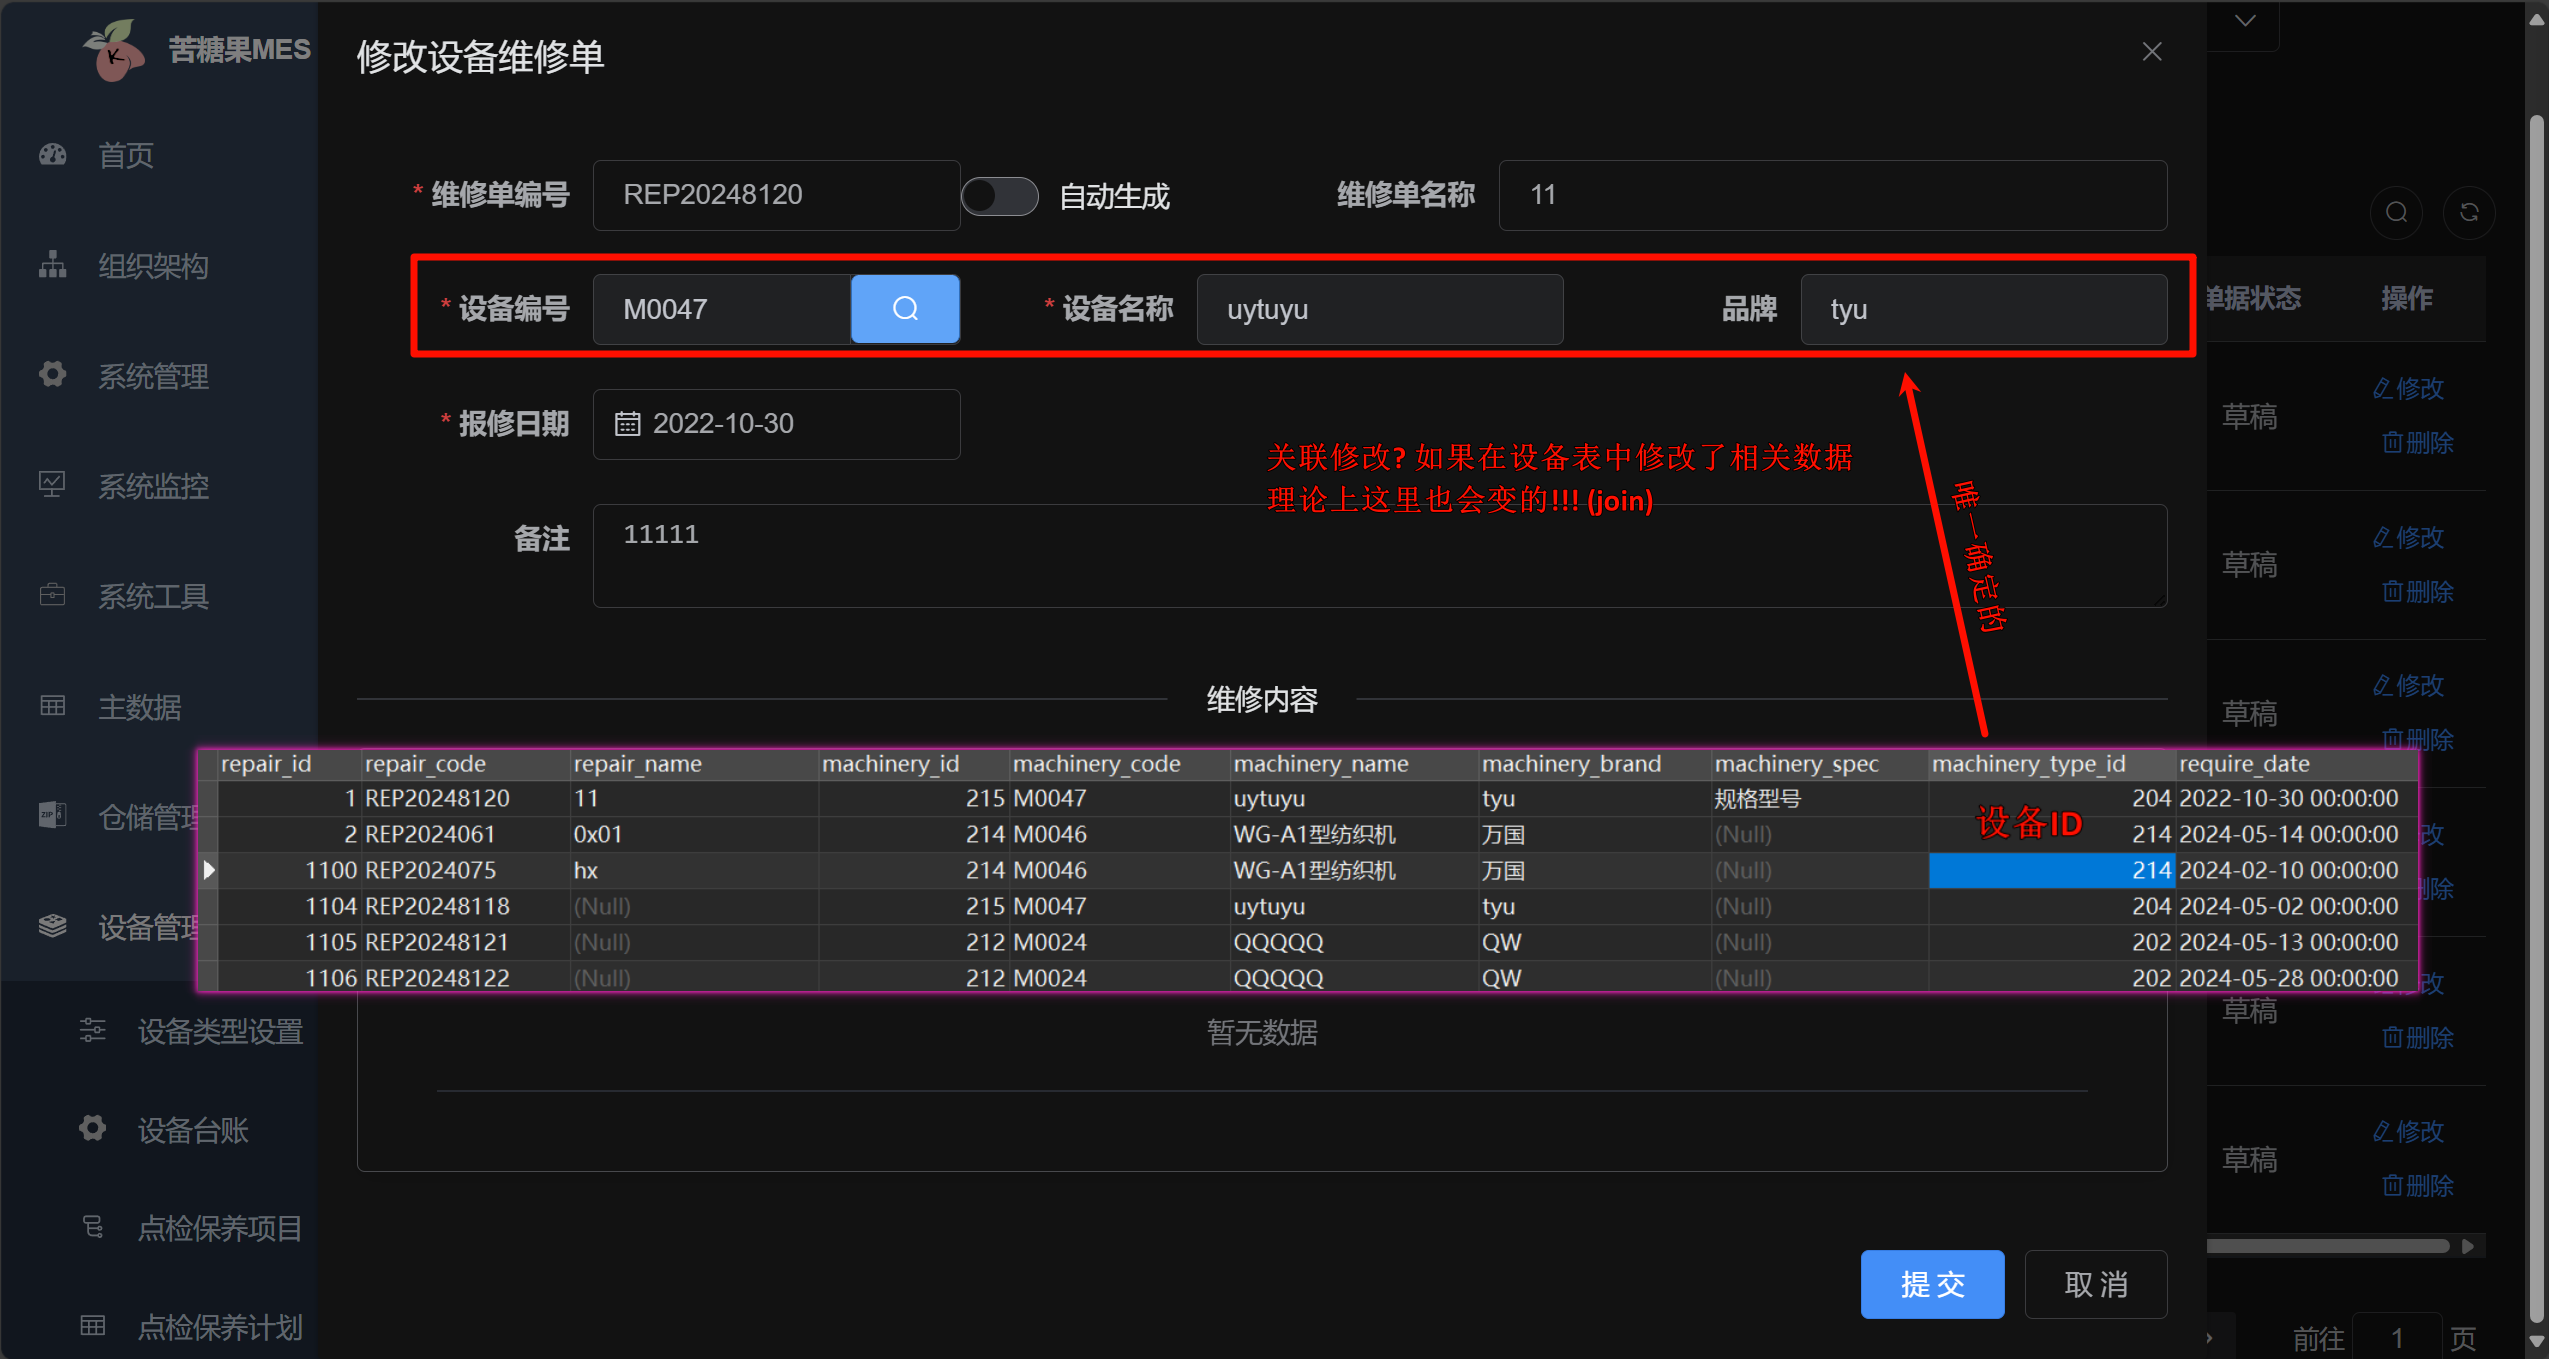 苦糖果MES
首页
组织架构
系统管理
系统监控
系统工具
主数据
仓储管理
设备管理
设备类型设置
设备台账
点检保养项目
点检保养计划
修改设备维修单
* 维修单编号 REP20248120 自动生成 维修单名称 11
* 设备编号 M0047 * 设备名称 uytuyu 品牌 tyu
* 报修日期 2022-10-30
关联修改? 如果在设备表中修改了相关数据
理论上这里也会变的!!! (join)
唯一确定的
备注 11111
维修内容
repair_id repair_code repair_name machinery_id machinery_code machinery_name machinery_brand machinery_spec machinery_type_id require_date
1 REP20248120 11 215 M0047 uytuyu tyu 规格型号 204 2022-10-30 00:00:00
2 REP2024061 0x01 214 M0046 WG-A1型纺织机 万国 (Null) 214 2024-05-14 00:00:00
1100 REP2024075 hx 214 M0046 WG-A1型纺织机 万国 (Null) 214 2024-02-10 00:00:00
1104 REP20248118 (Null) 215 M0047 uytuyu tyu (Null) 204 2024-05-02 00:00:00
1105 REP20248121 (Null) 212 M0024 QQQQQ QW (Null) 202 2024-05-13 00:00:00
1106 REP20248122 (Null) 212 M0024 QQQQQ QW (Null) 202 2024-05-28 00:00:00
设备ID
暂无数据
提 交 取 消
单据状态 操作
草稿 修改
删除
草稿 修改
删除
草稿 修改
删除
改
删除
草稿 改
删除
草稿 修改
删除
前往 1 页